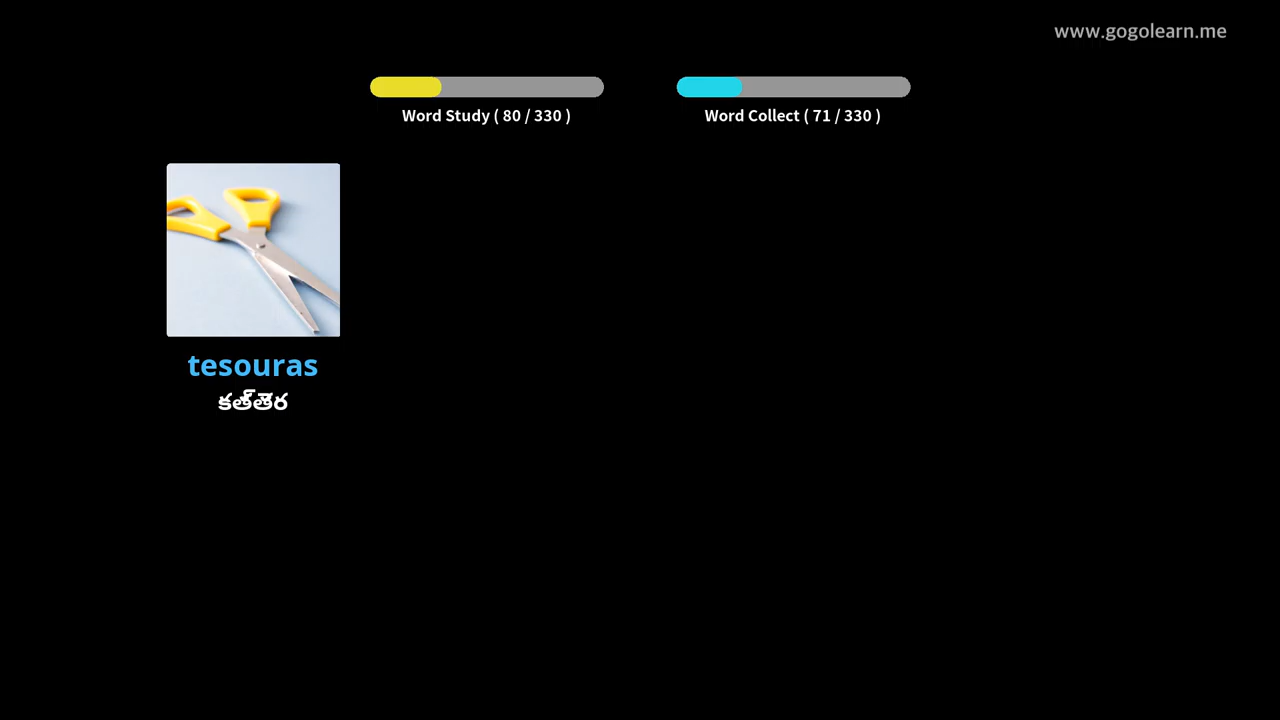 www.gogolearn.me
Word Study ( 80 / 330 )
Word Collect ( 71 / 330 )
tesouras
కత్తెర